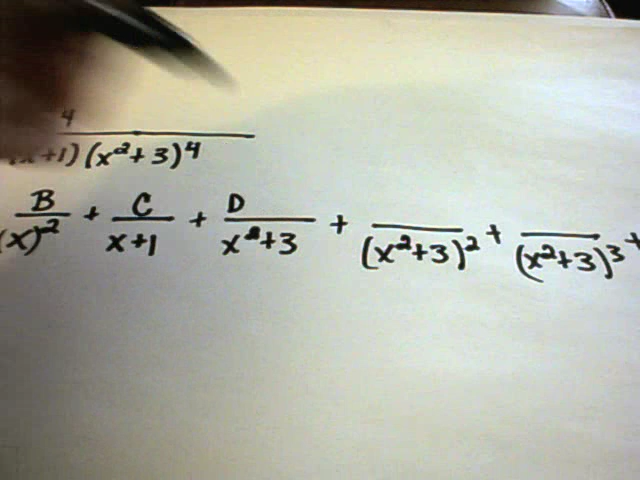 4
x+1) (x²+3)⁴
B + C + D + + +
(x)² x+1 x²+3 (x²+3)² (x²+3)³